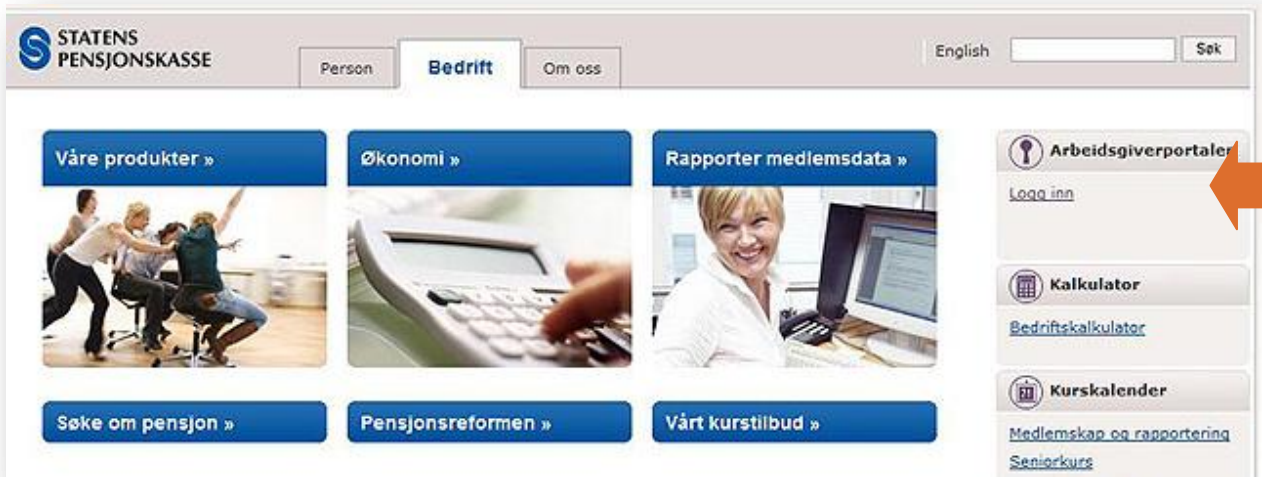 STATENS
PENSJONSKASSE
Person
Bedrift
Om oss
English
Søk
Våre produkter »
Økonomi »
Rapporter medlemsdata »
Søke om pensjon »
Pensjonsreformen »
Vårt kurstilbud »
Arbeidsgiverportalen
Logg inn
Kalkulator
Bedriftskalkulator
Kurskalender
Medlemskap og rapportering
Seniorkurs